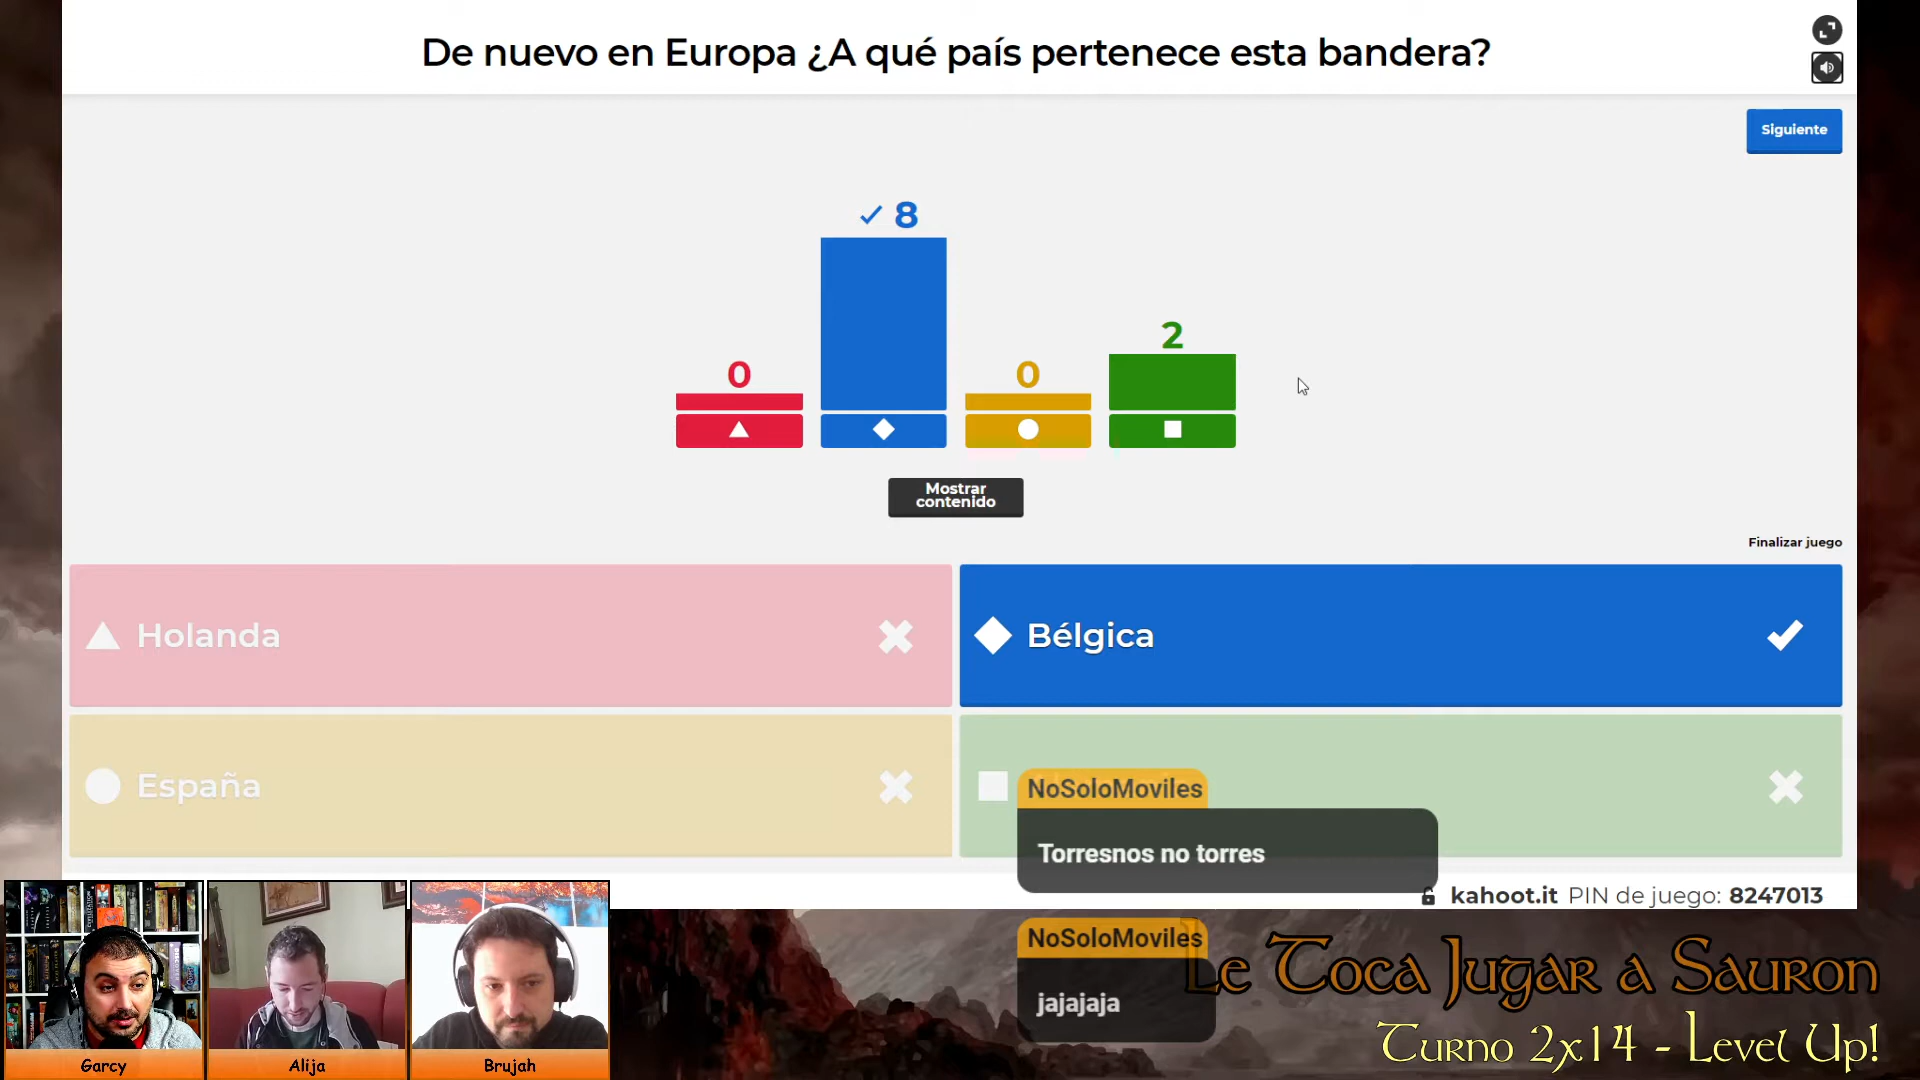 De nuevo en Europa ¿A qué país pertenece esta bandera?
Siguiente
8
2
0
0
Mostrar
contenido
Finalizar juego
Holanda
Bélgica
España
NoSoloMoviles
Torresnos no torres
kahoot.it PIN de juego: 8247013
NoSoloMoviles
jajajaja
Le Toca Jugar a Sauron
Turno 2x14 - Level Up!
Garcy
Alija
Brujah